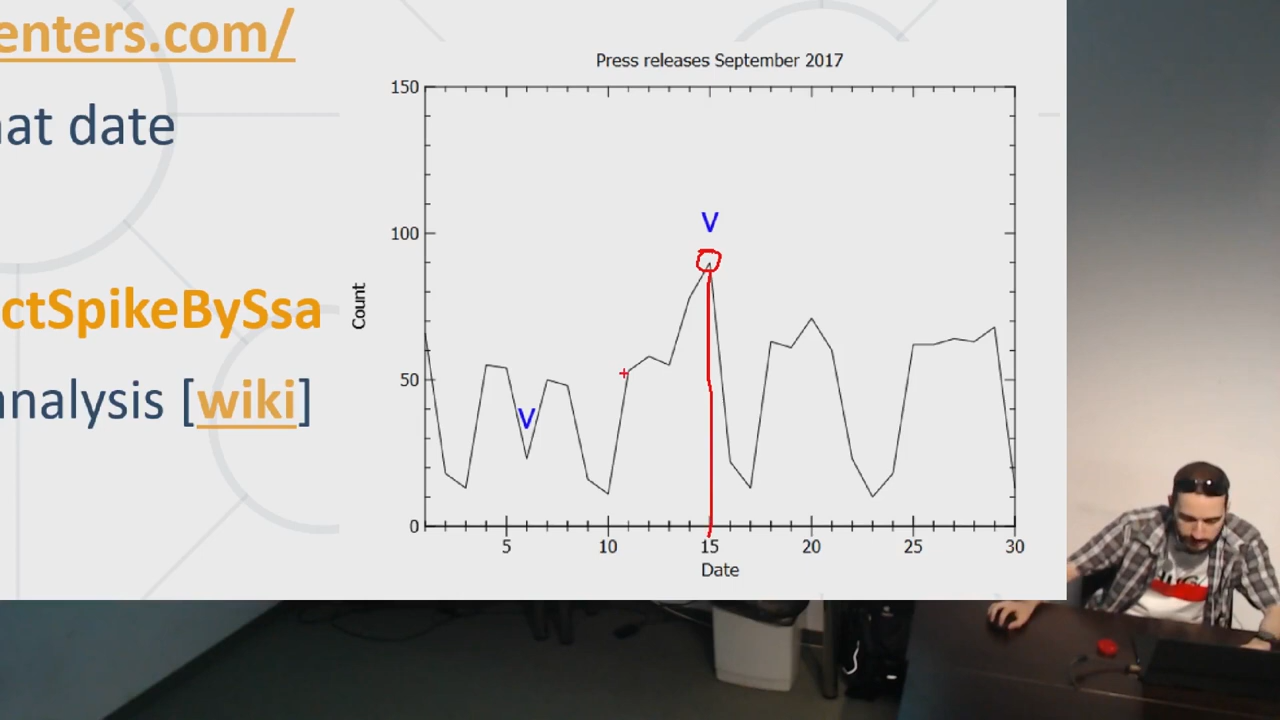 enters.com/
at date
ctSpikeBySsa
analysis [wiki]
Press releases September 2017
150
100
50
0
Count
V
V
5 10 15 20 25 30
Date